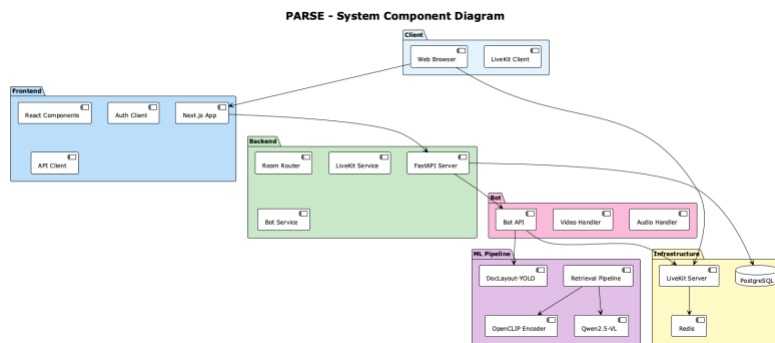 PARSE - System Component Diagram
Client
Web Browser
LiveKit Client
Frontend
React Components
Auth Client
Next.js App
API Client
Backend
Room Router
LiveKit Service
FastAPI Server
Bot Service
Bot
Bot API
Video Handler
Audio Handler
ML Pipeline
DocLayout-YOLO
Retrieval Pipeline
OpenCLIP Encoder
Qwen2.5-VL
Infrastructure
LiveKit Server
PostgreSQL
Redis